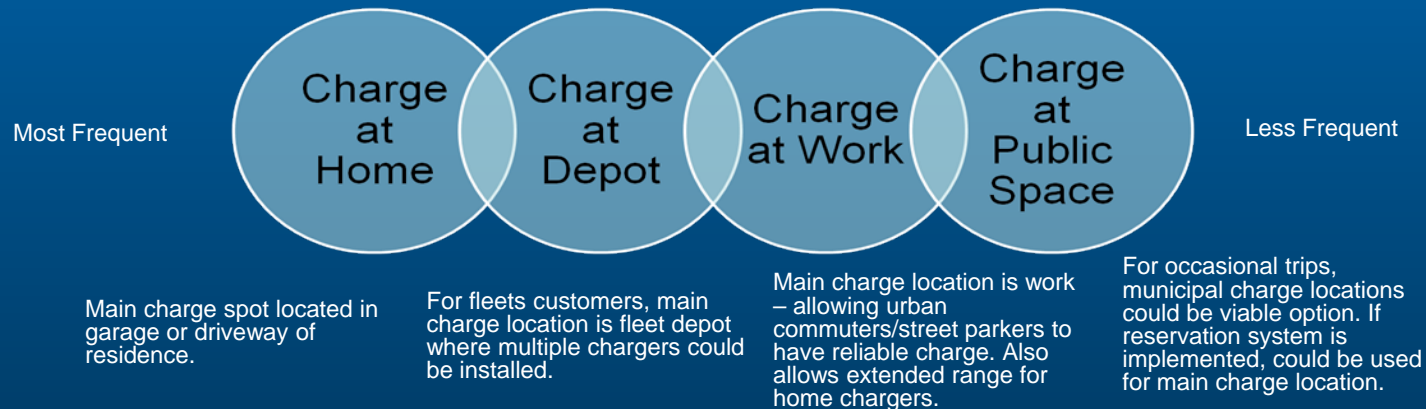 Most Frequent
Charge
at
Home
Charge
at
Depot
Charge
at Work
Charge
at
Public
Space
Less Frequent
Main charge spot located in
garage or driveway of
residence.
For fleets customers, main
charge location is fleet depot
where multiple chargers could
be installed.
Main charge location is work
– allowing urban
commuters/street parkers to
have reliable charge. Also
allows extended range for
home chargers.
For occasional trips,
municipal charge locations
could be viable option. If
reservation system is
implemented, could be used
for main charge location.